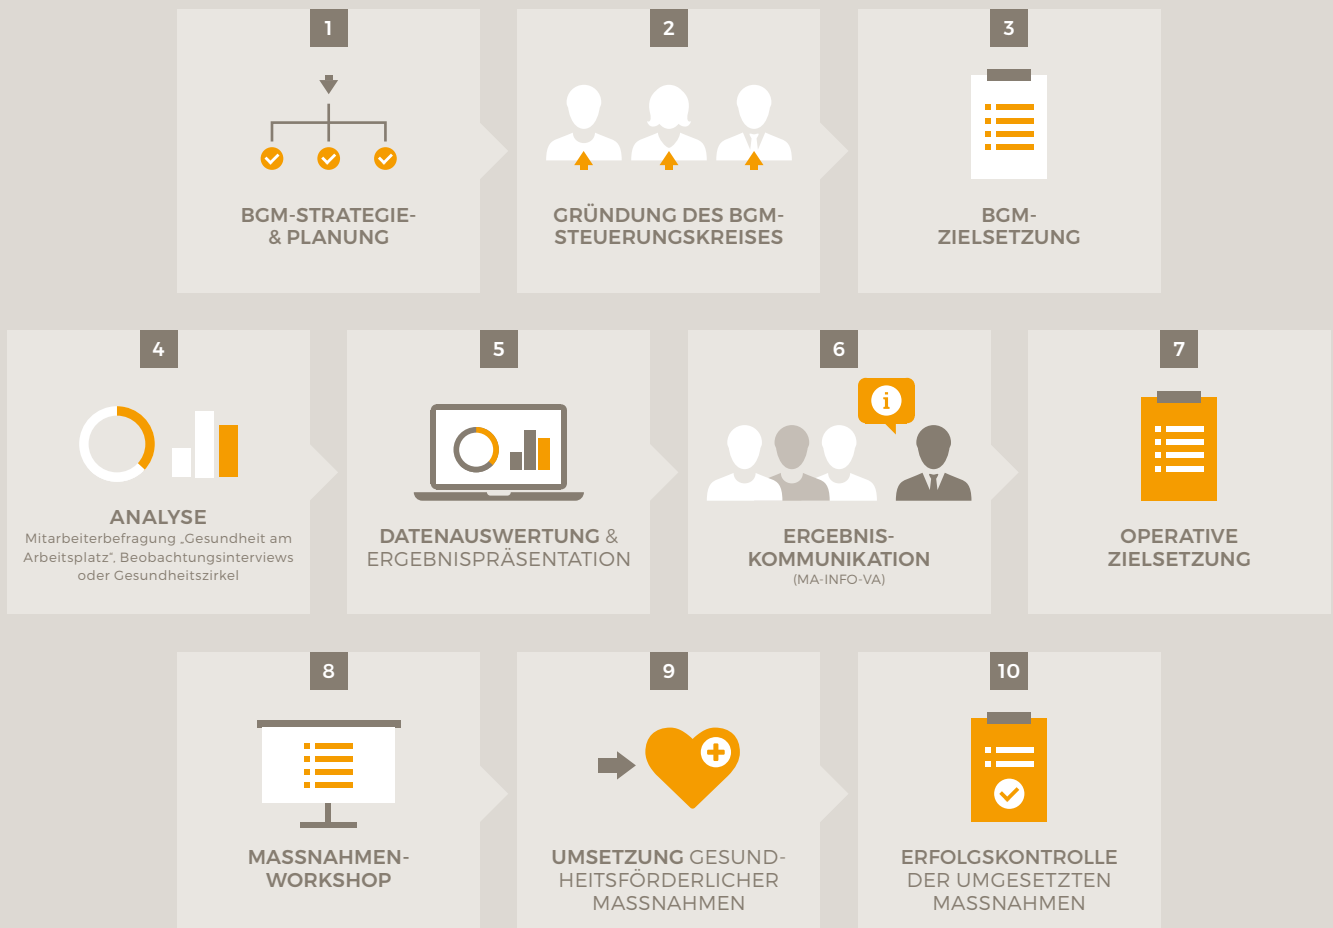 1
BGM-STRATEGIE-
& PLANUNG
2
GRÜNDUNG DES BGM-
STEUERUNGSKREISES
3
BGM-
ZIELSETZUNG
4
ANALYSE
Mitarbeiterbefragung „Gesundheit am
Arbeitsplatz“, Beobachtungsinterviews
oder Gesundheitszirkel
5
DATENAUSWERTUNG &
ERGEBNISPRÄSENTATION
6
i
ERGEBNIS-
KOMMUNIKATION
(MA-INFO-VA)
7
OPERATIVE
ZIELSETZUNG
8
MASSNAHMEN-
WORKSHOP
9
UMSETZUNG GESUND-
HEITSFÖRDERLICHER
MASSNAHMEN
10
ERFOLGSKONTROLLE
DER UMGESETZTEN
MASSNAHMEN